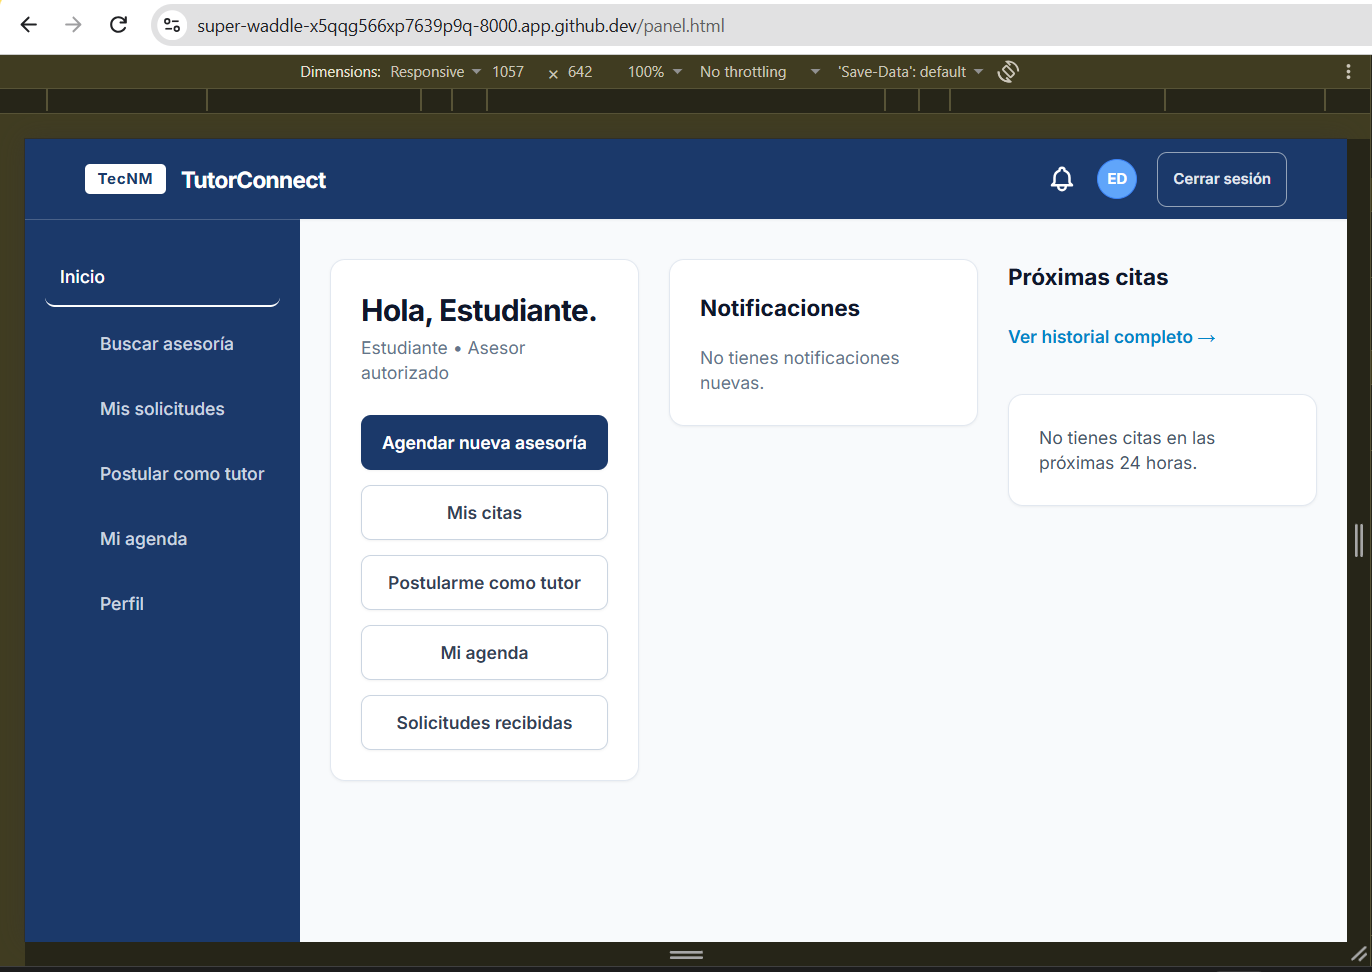 super-waddle-x5qqg566xp7639p9q-8000.app.github.dev/panel.html
Dimensions: Responsive 1057 × 642 100% No throttling 'Save-Data': default
TecNM TutorConnect ED Cerrar sesión
Inicio
Buscar asesoría
Mis solicitudes
Postular como tutor
Mi agenda
Perfil
Hola, Estudiante.
Estudiante • Asesor
autorizado
Agendar nueva asesoría
Mis citas
Postularme como tutor
Mi agenda
Solicitudes recibidas
Notificaciones
No tienes notificaciones
nuevas.
Próximas citas
Ver historial completo →
No tienes citas en las
próximas 24 horas.